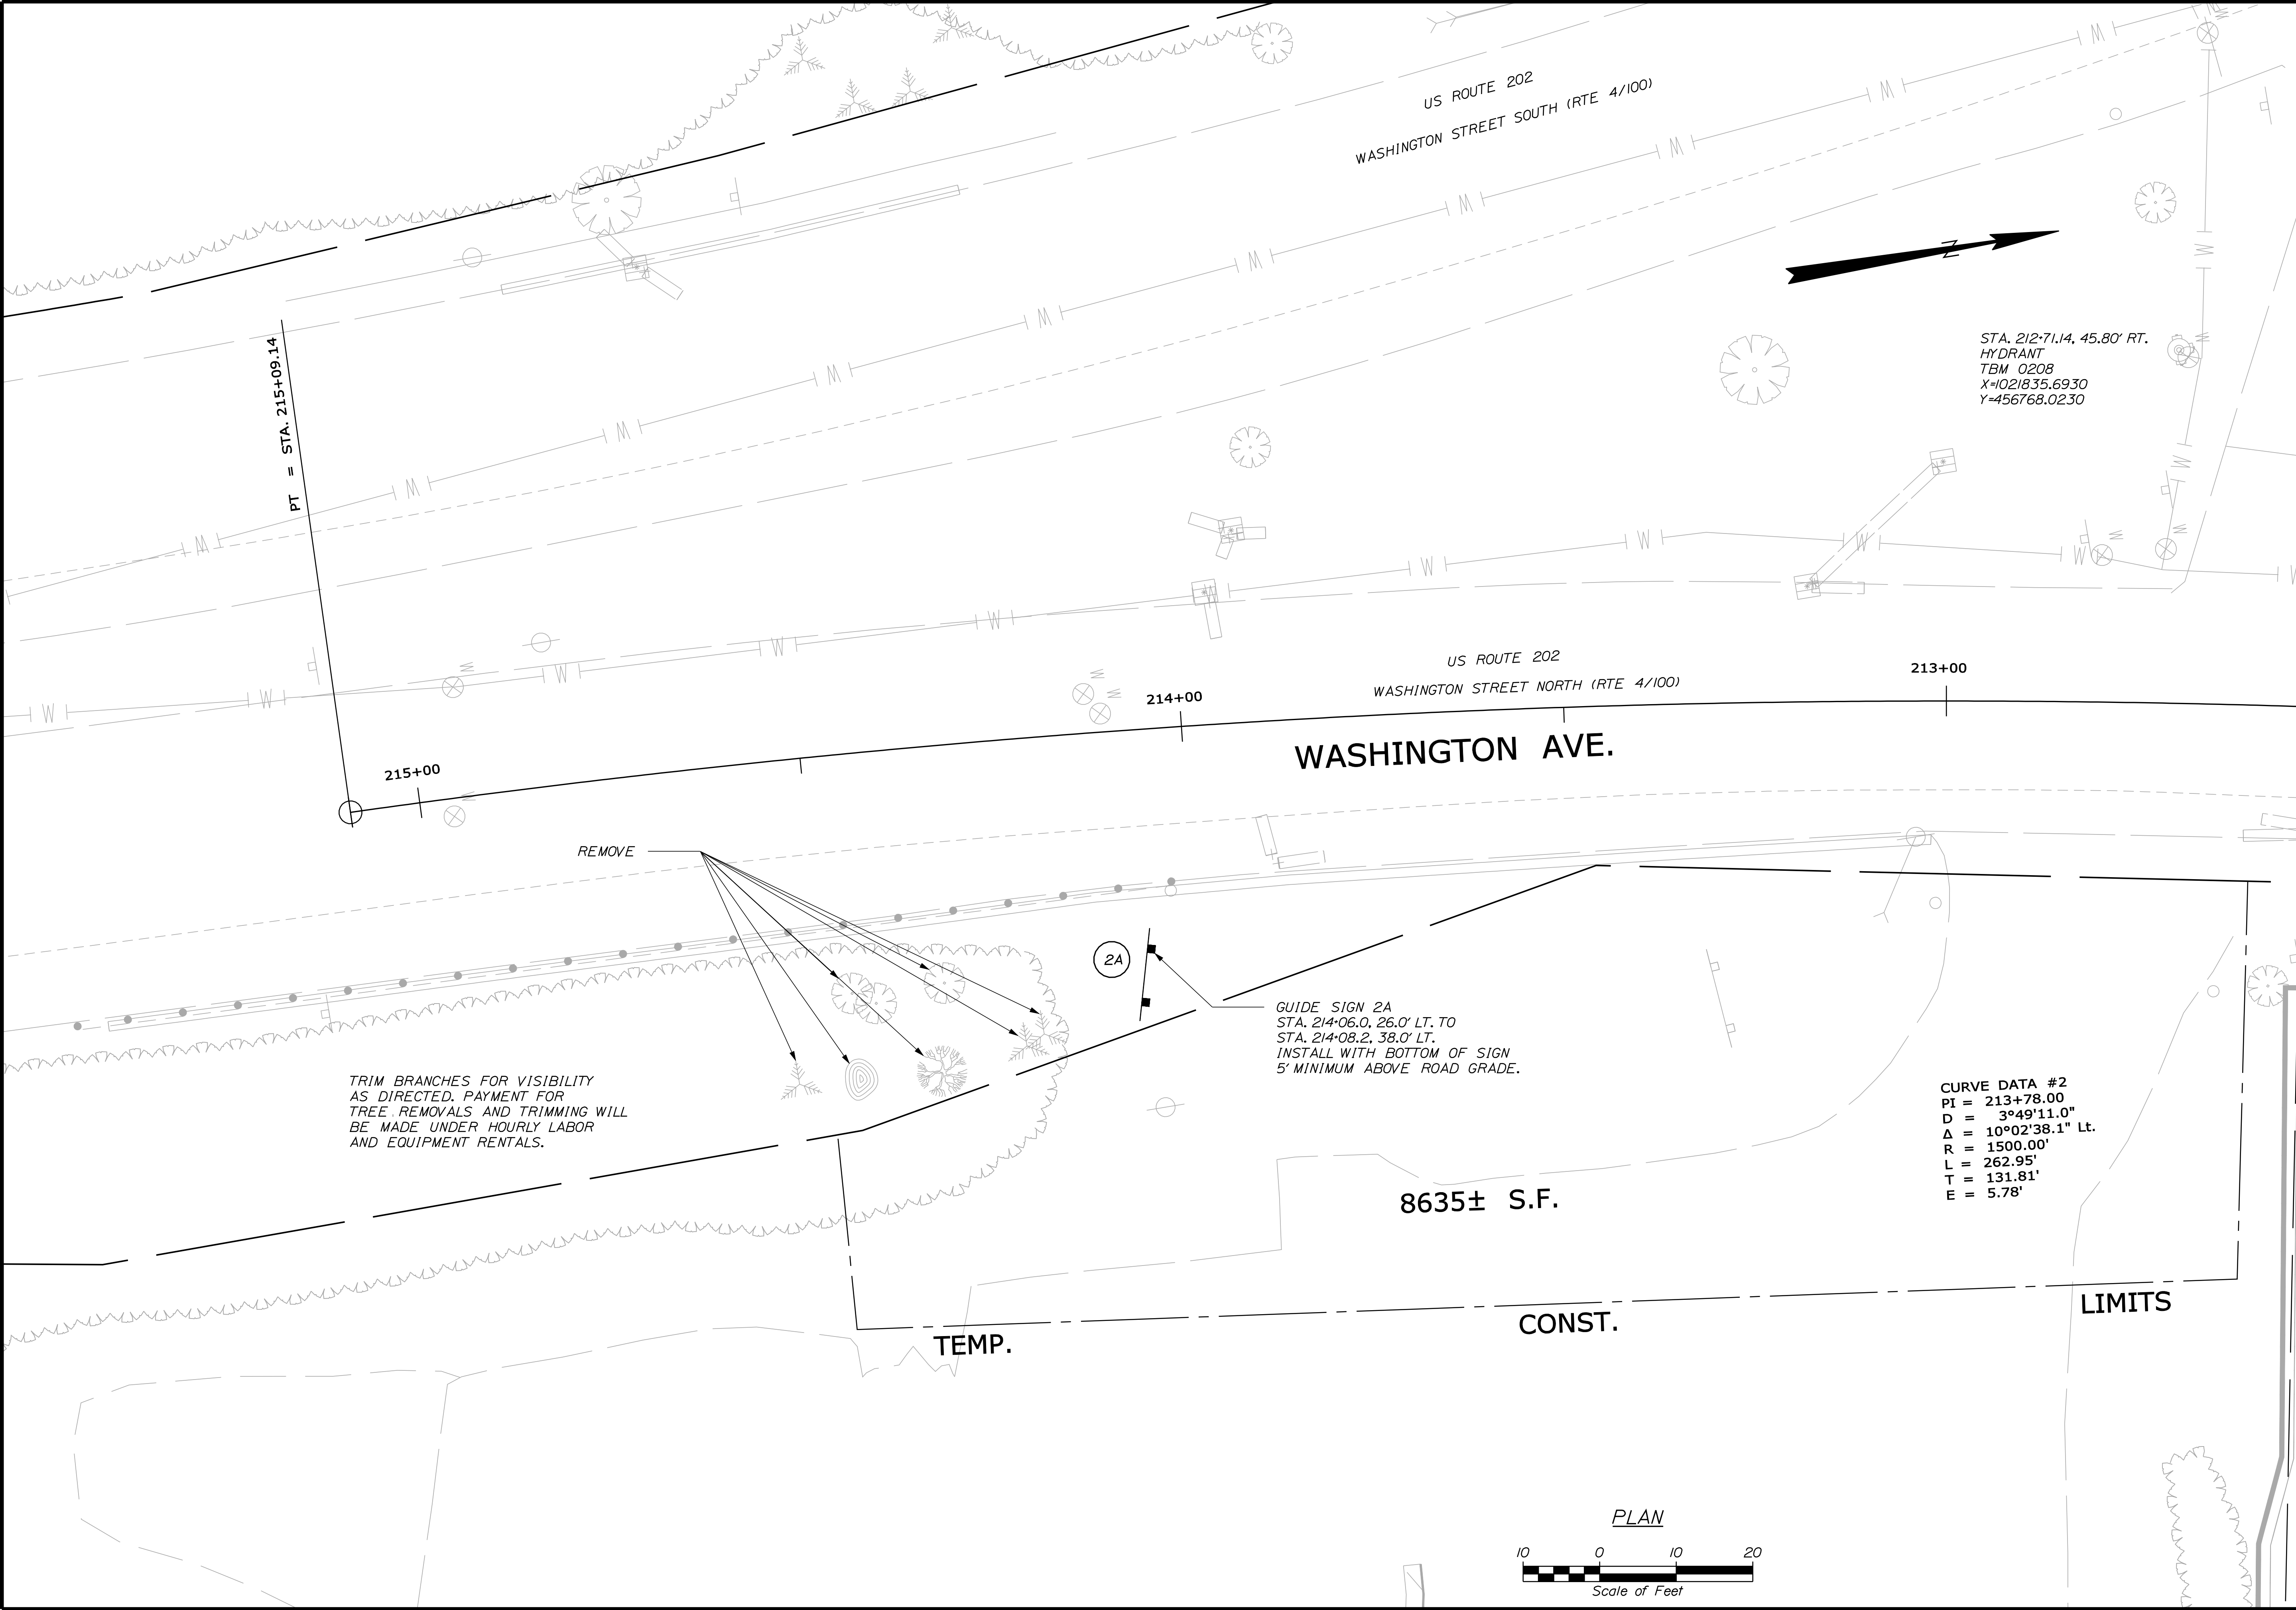 US ROUTE 202
WASHINGTON STREET SOUTH (RTE 4/100)
N
STA. 212+71.14, 45.80' RT.
HYDRANT
TBM 0208
X=1021835.6930
Y=456768.0230
PT = STA. 215+09.14
US ROUTE 202
WASHINGTON STREET NORTH (RTE 4/100)
213+00
214+00
215+00
WASHINGTON AVE.
REMOVE
2A
GUIDE SIGN 2A
STA. 214+06.0, 26.0' LT. TO
STA. 214+08.2, 38.0' LT.
INSTALL WITH BOTTOM OF SIGN
5' MINIMUM ABOVE ROAD GRADE.
TRIM BRANCHES FOR VISIBILITY
AS DIRECTED. PAYMENT FOR
TREE REMOVALS AND TRIMMING WILL
BE MADE UNDER HOURLY LABOR
AND EQUIPMENT RENTALS.
CURVE DATA #2
PI = 213+78.00
D = 3°49'11.0"
Δ = 10°02'38.1" Lt.
R = 1500.00'
L = 262.95'
T = 131.81'
E = 5.78'
8635± S.F.
TEMP. CONST. LIMITS
PLAN
10 0 10 20
Scale of Feet
W W W W W W W W W W
W W W W W W W W W W
W W W
W W W W W W W W